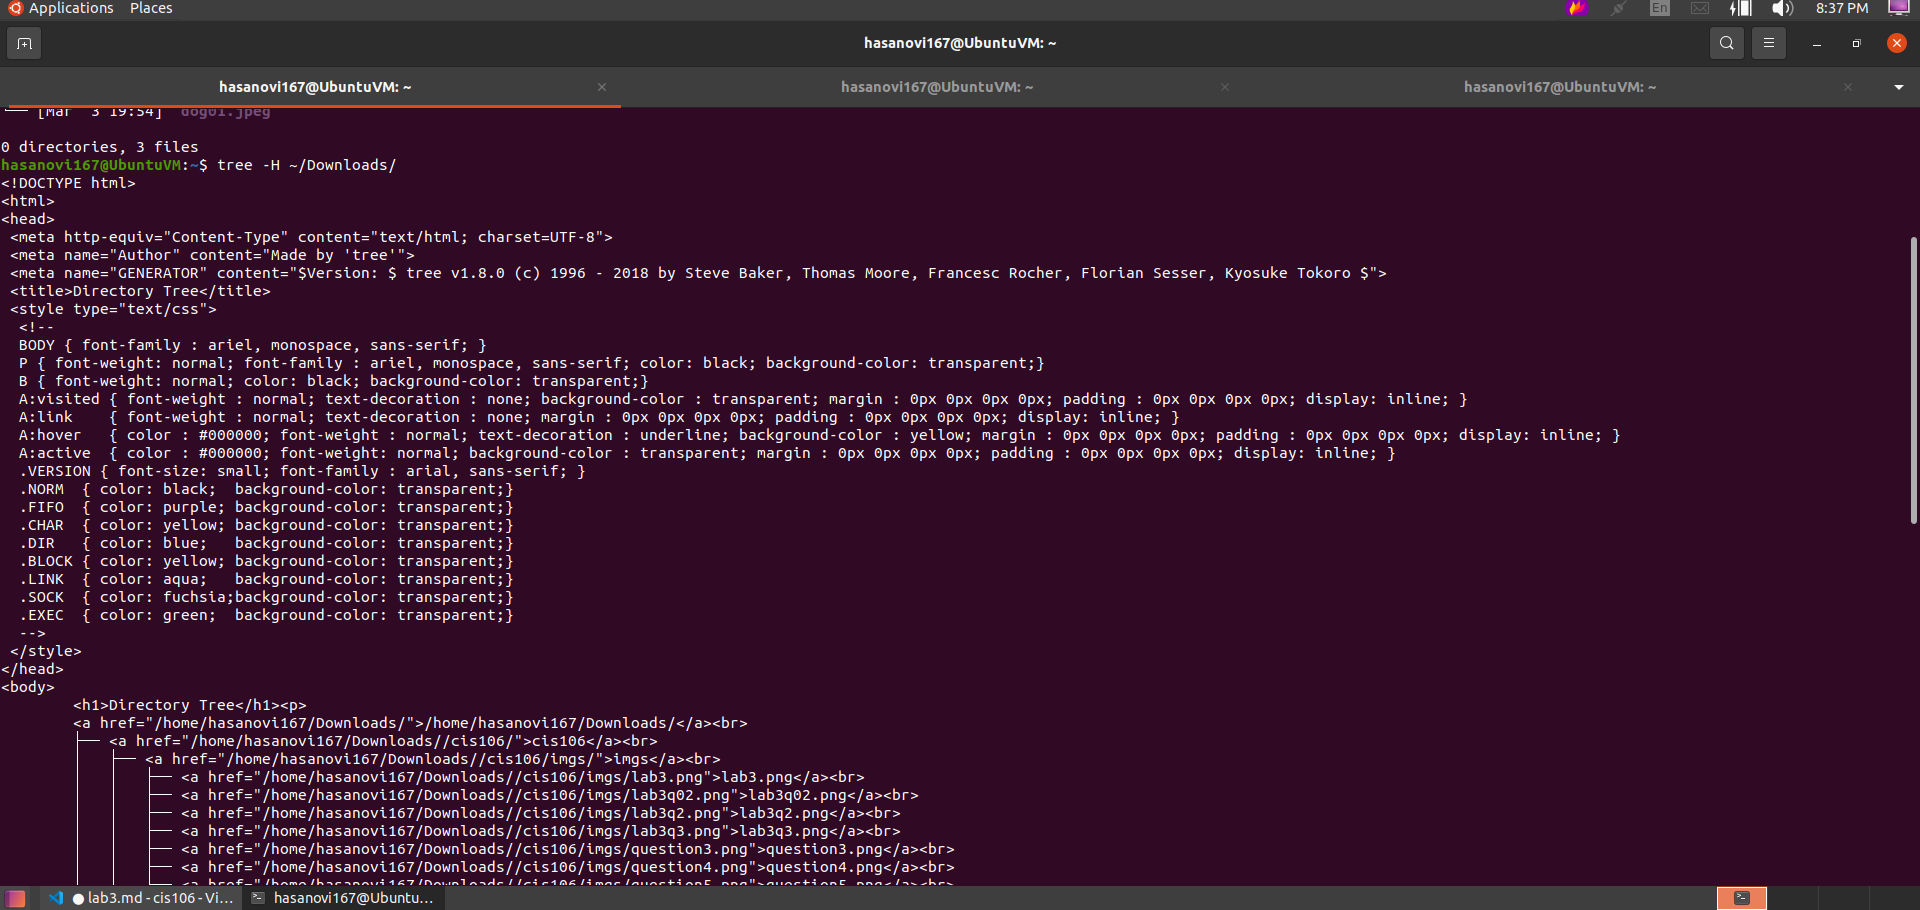 Applications Places En 8:37 PM
hasanovi167@UbuntuVM: ~
hasanovi167@UbuntuVM: ~ hasanovi167@UbuntuVM: ~ hasanovi167@UbuntuVM: ~
└── [Mar  3 19:54]  dog01.jpeg
0 directories, 3 files
hasanovi167@UbuntuVM:~$ tree -H ~/Downloads/
<!DOCTYPE html>
<html>
<head>
 <meta http-equiv="Content-Type" content="text/html; charset=UTF-8">
 <meta name="Author" content="Made by 'tree'">
 <meta name="GENERATOR" content="$Version: $ tree v1.8.0 (c) 1996 - 2018 by Steve Baker, Thomas Moore, Francesc Rocher, Florian Sesser, Kyosuke Tokoro $">
 <title>Directory Tree</title>
 <style type="text/css">
  <!--
  BODY { font-family : ariel, monospace, sans-serif; }
  P { font-weight: normal; font-family : ariel, monospace, sans-serif; color: black; background-color: transparent;}
  B { font-weight: normal; color: black; background-color: transparent;}
  A:visited { font-weight : normal; text-decoration : none; background-color : transparent; margin : 0px 0px 0px 0px; padding : 0px 0px 0px 0px; display: inline; }
  A:link    { font-weight : normal; text-decoration : none; margin : 0px 0px 0px 0px; padding : 0px 0px 0px 0px; display: inline; }
  A:hover   { color : #000000; font-weight : normal; text-decoration : underline; background-color : yellow; margin : 0px 0px 0px 0px; padding : 0px 0px 0px 0px; display: inline; }
  A:active  { color : #000000; font-weight: normal; background-color : transparent; margin : 0px 0px 0px 0px; padding : 0px 0px 0px 0px; display: inline; }
  .VERSION { font-size: small; font-family : arial, sans-serif; }
  .NORM  { color: black;  background-color: transparent;}
  .FIFO  { color: purple; background-color: transparent;}
  .CHAR  { color: yellow; background-color: transparent;}
  .DIR   { color: blue;   background-color: transparent;}
  .BLOCK { color: yellow; background-color: transparent;}
  .LINK  { color: aqua;   background-color: transparent;}
  .SOCK  { color: fuchsia;background-color: transparent;}
  .EXEC  { color: green;  background-color: transparent;}
  -->
 </style>
</head>
<body>
	<h1>Directory Tree</h1><p>
	<a href="/home/hasanovi167/Downloads/">/home/hasanovi167/Downloads/</a><br>
	├── <a href="/home/hasanovi167/Downloads//cis106/">cis106</a><br>
	│   ├── <a href="/home/hasanovi167/Downloads//cis106/imgs/">imgs</a><br>
	│   │   ├── <a href="/home/hasanovi167/Downloads//cis106/imgs/lab3.png">lab3.png</a><br>
	│   │   ├── <a href="/home/hasanovi167/Downloads//cis106/imgs/lab3q02.png">lab3q02.png</a><br>
	│   │   ├── <a href="/home/hasanovi167/Downloads//cis106/imgs/lab3q2.png">lab3q2.png</a><br>
	│   │   ├── <a href="/home/hasanovi167/Downloads//cis106/imgs/lab3q3.png">lab3q3.png</a><br>
	│   │   ├── <a href="/home/hasanovi167/Downloads//cis106/imgs/question3.png">question3.png</a><br>
	│   │   ├── <a href="/home/hasanovi167/Downloads//cis106/imgs/question4.png">question4.png</a><br>
	│   │   ├── <a href="/home/hasanovi167/Downloads//cis106/imgs/question5.png">question5.png</a><br>
● lab3.md - cis106 - Vi... hasanovi167@Ubuntu...